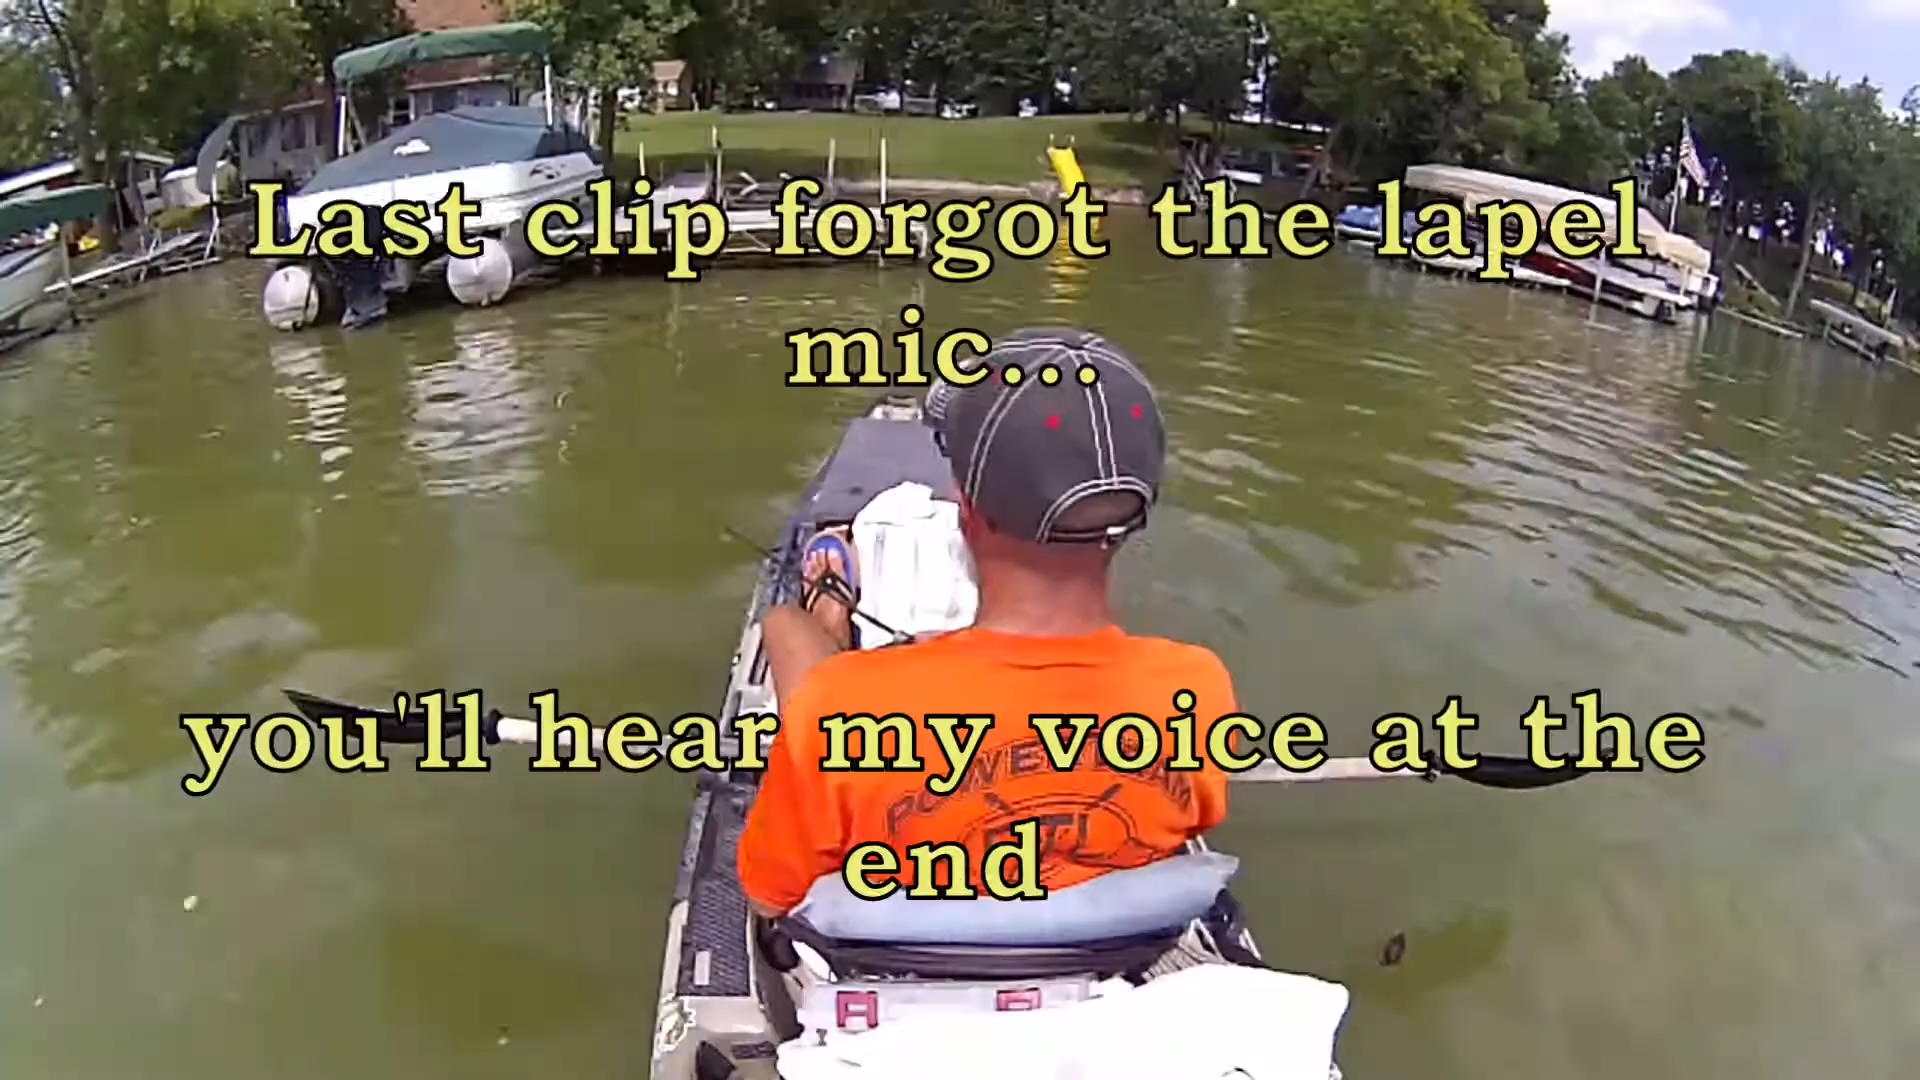 Last clip forgot the lapel
mic...
you'll hear my voice at the
end